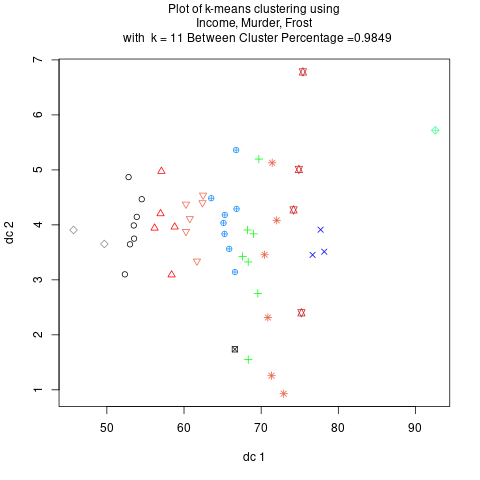 Plot of k-means clustering using
Income, Murder, Frost
with k = 11 Between Cluster Percentage =0.9849
7
6
5
4
3
2
1
dc 2
50 60 70 80 90
dc 1